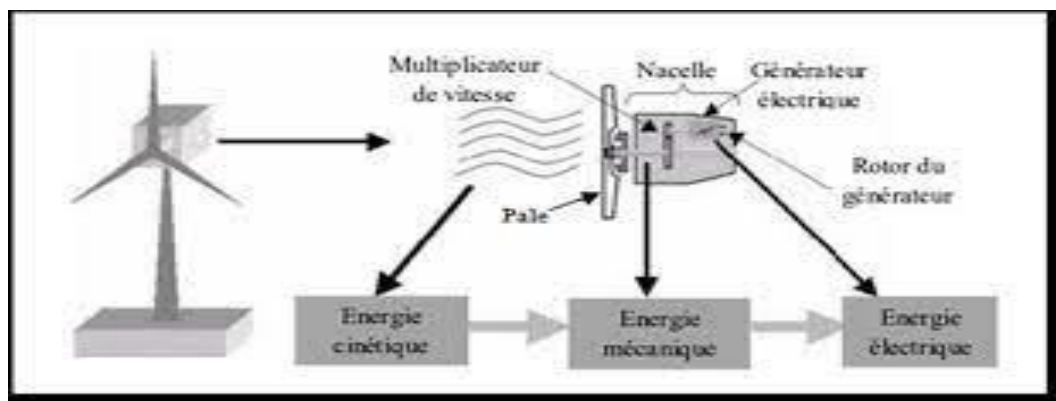 Multiplicateur
de vitesse
Nacelle
Générateur
électrique
Rotor du
générateur
Pale
Energie
cinétique
Energie
mécanique
Energie
électrique